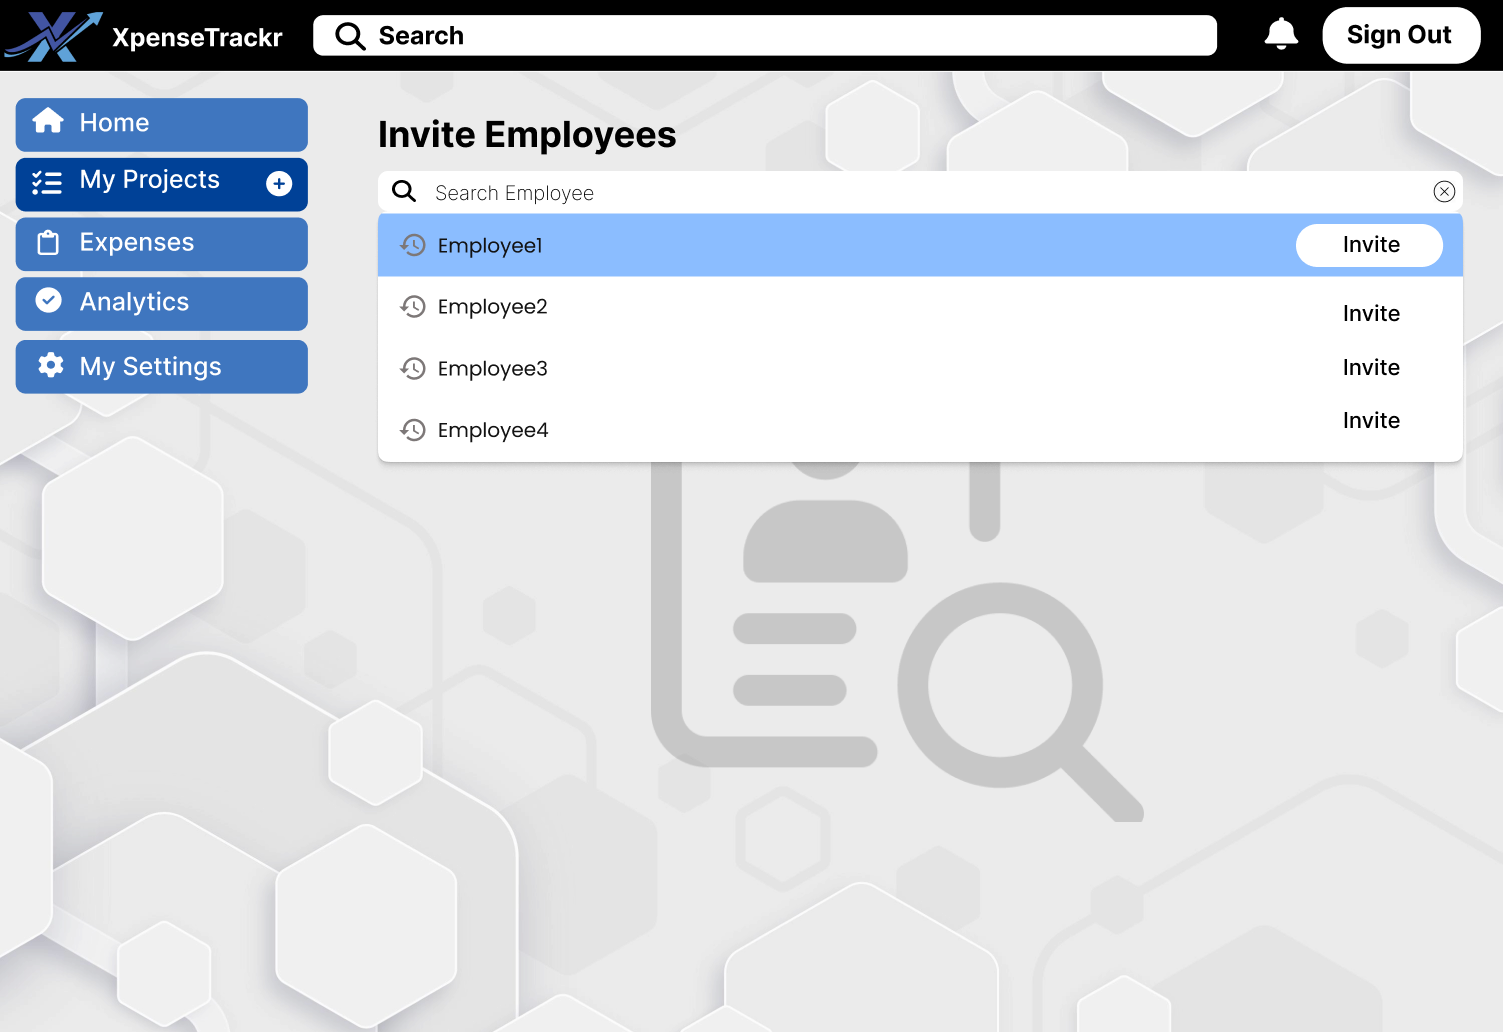 XpenseTrackr
Search
Sign Out
Home
My Projects
Expenses
Analytics
My Settings
Invite Employees
Search Employee
Employee1 Invite
Employee2 Invite
Employee3 Invite
Employee4 Invite